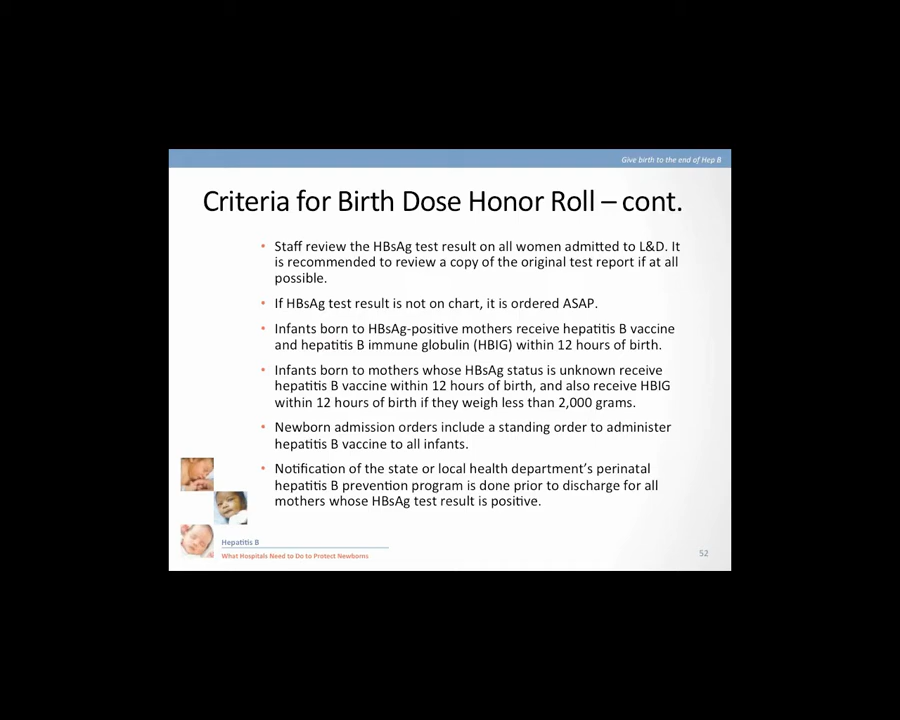 Give birth to the end of Hep B
Criteria for Birth Dose Honor Roll – cont.
• Staff review the HBsAg test result on all women admitted to L&D. It
is recommended to review a copy of the original test report if at all
possible.
• If HBsAg test result is not on chart, it is ordered ASAP.
• Infants born to HBsAg-positive mothers receive hepatitis B vaccine
and hepatitis B immune globulin (HBIG) within 12 hours of birth.
• Infants born to mothers whose HBsAg status is unknown receive
hepatitis B vaccine within 12 hours of birth, and also receive HBIG
within 12 hours of birth if they weigh less than 2,000 grams.
• Newborn admission orders include a standing order to administer
hepatitis B vaccine to all infants.
• Notification of the state or local health department's perinatal
hepatitis B prevention program is done prior to discharge for all
mothers whose HBsAg test result is positive.
Hepatitis B
What Hospitals Need to Do to Protect Newborns
52